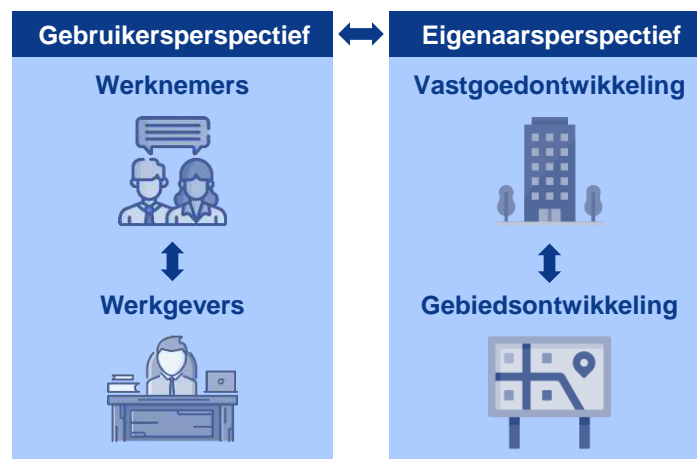 Gebruikersperspectief
Werknemers
Werkgevers
Eigenaarsperspectief
Vastgoedontwikkeling
Gebiedsontwikkeling